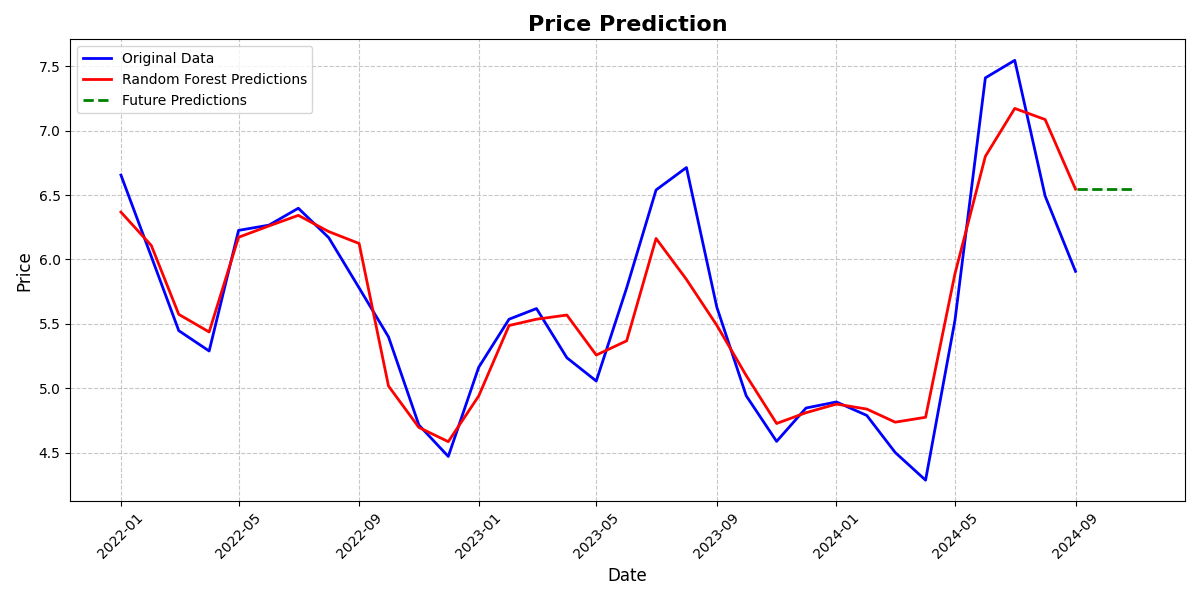 Price Prediction
Original Data
Random Forest Predictions
Future Predictions
Price
7.5
7.0
6.5
6.0
5.5
5.0
4.5
2022-01
2022-05
2022-09
2023-01
2023-05
2023-09
2024-01
2024-05
2024-09
Date